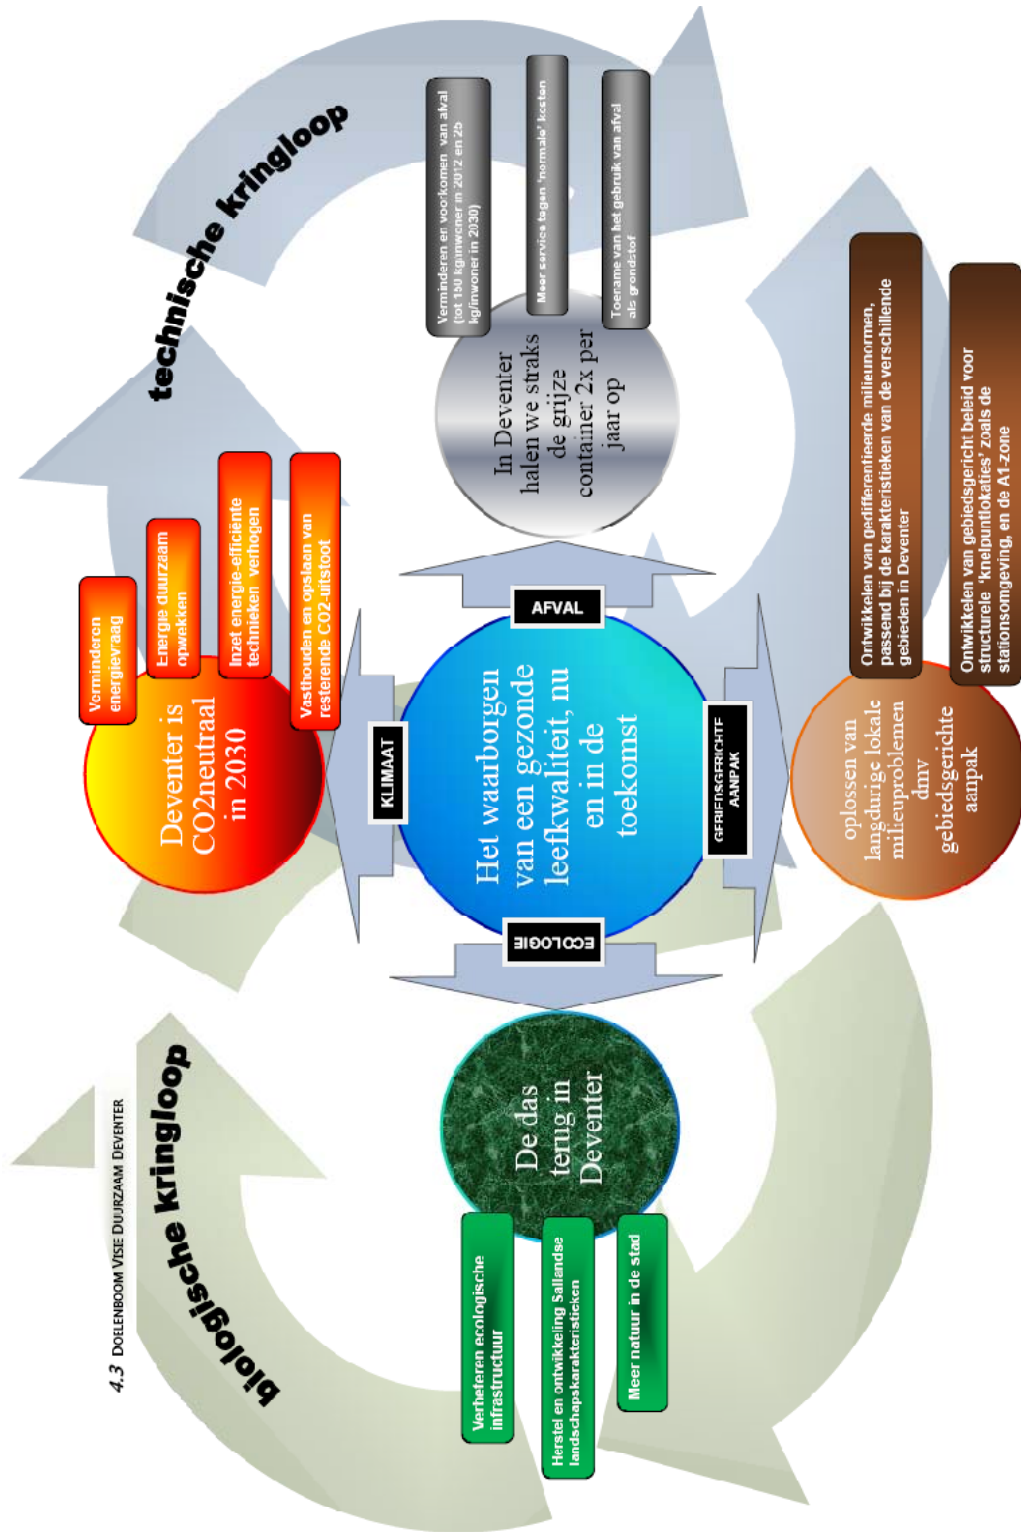 4.3 DOELENBOOM VISIE DUURZAAM DEVENTER
biologische kringloop
technische kringloop
Verminderen
energievraag
Energie duurzaam
opwekken
Inzet energie-efficiënte
technieken verhogen
Vasthouden en opslaan van
resterende CO2-uitstoot
Deventer is
CO2neutraal
in 2030
KLIMAAT
Verbeteren ecologische
infrastructuur
Herstel en ontwikkeling Sallandse
landschapskarakteristieken
Meer natuur in de stad
De das
terug in
Deventer
ECOLOGIE
Het waarborgen
van een gezonde
leefkwaliteit, nu
en in de
toekomst
AFVAL
In Deventer
halen we straks
de grijze
container 2x per
jaar op
Verminderen en voorkomen van afval
(tot 150 kg/inwoner in 2012 en 25
kg/inwoner in 2030)
Meer service tegen 'normale' kosten
Toename van het gebruik van afval
als grondstof
GEBIEDSGERICHTE
AANPAK
oplossen van
langdurige lokale
milieuproblemen
dmv
gebiedsgerichte
aanpak
Ontwikkelen van gedifferentieerde milieunormen,
passend bij de karakteristieken van de verschillende
gebieden in Deventer
Ontwikkelen van gebiedsgericht beleid voor
structurele 'knelpuntlokaties' zoals de
stationsomgeving, en de A1-zone